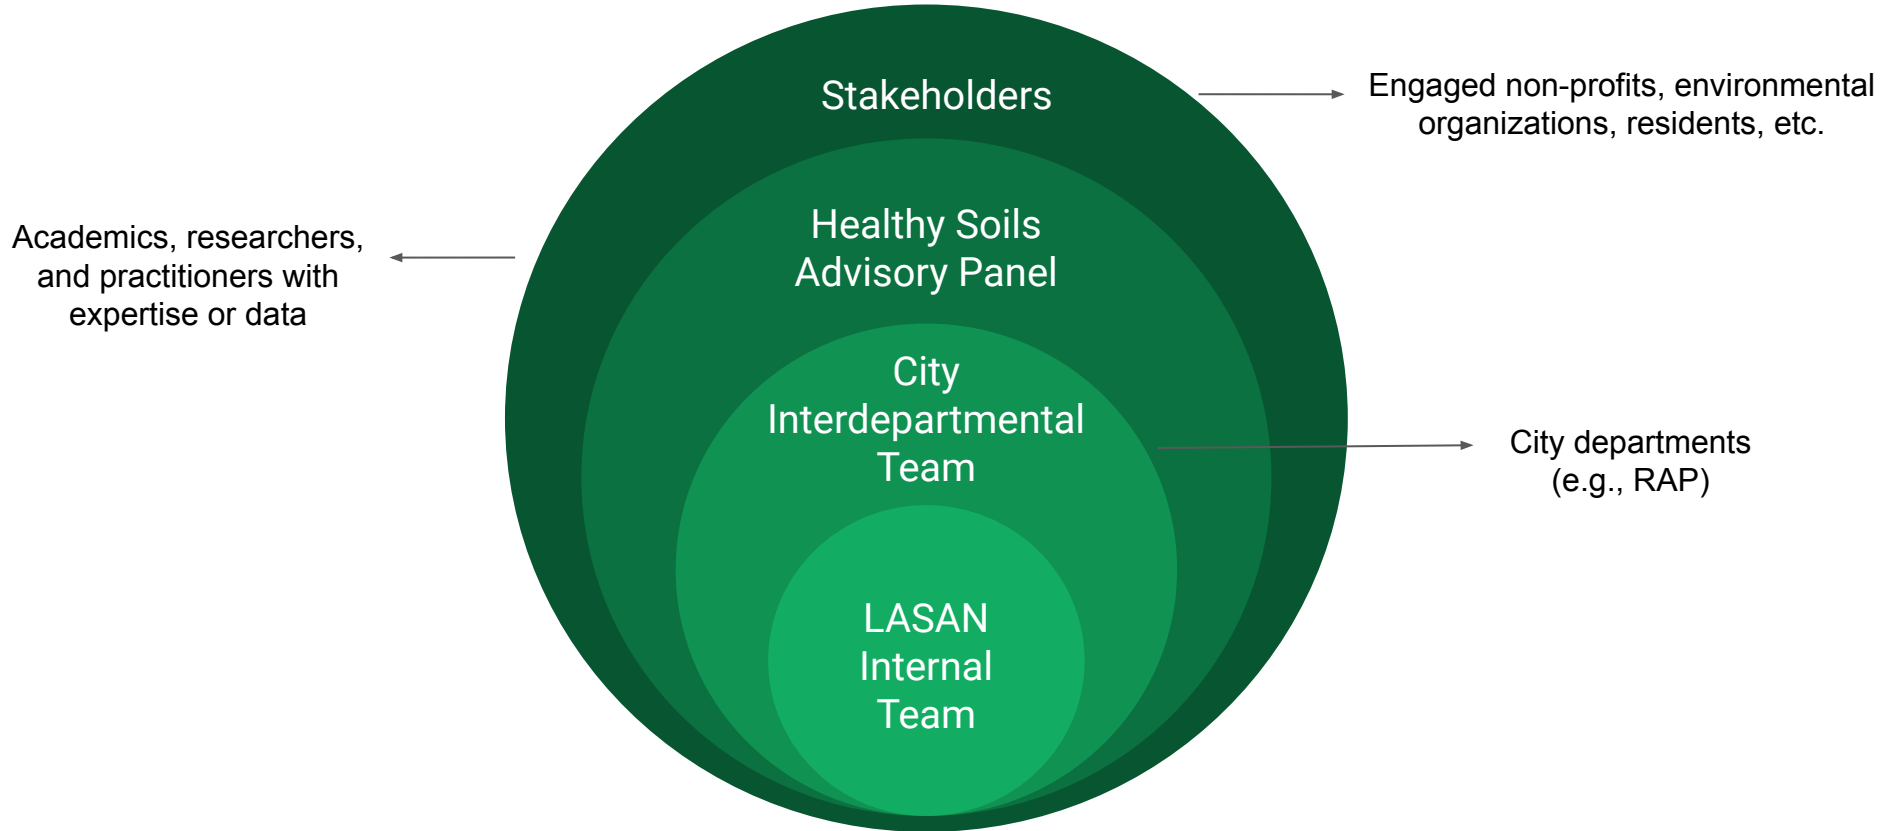 Stakeholders
Engaged non-profits, environmental
organizations, residents, etc.
Healthy Soils
Advisory Panel
Academics, researchers,
and practitioners with
expertise or data
City
Interdepartmental
Team
City departments
(e.g., RAP)
LASAN
Internal
Team